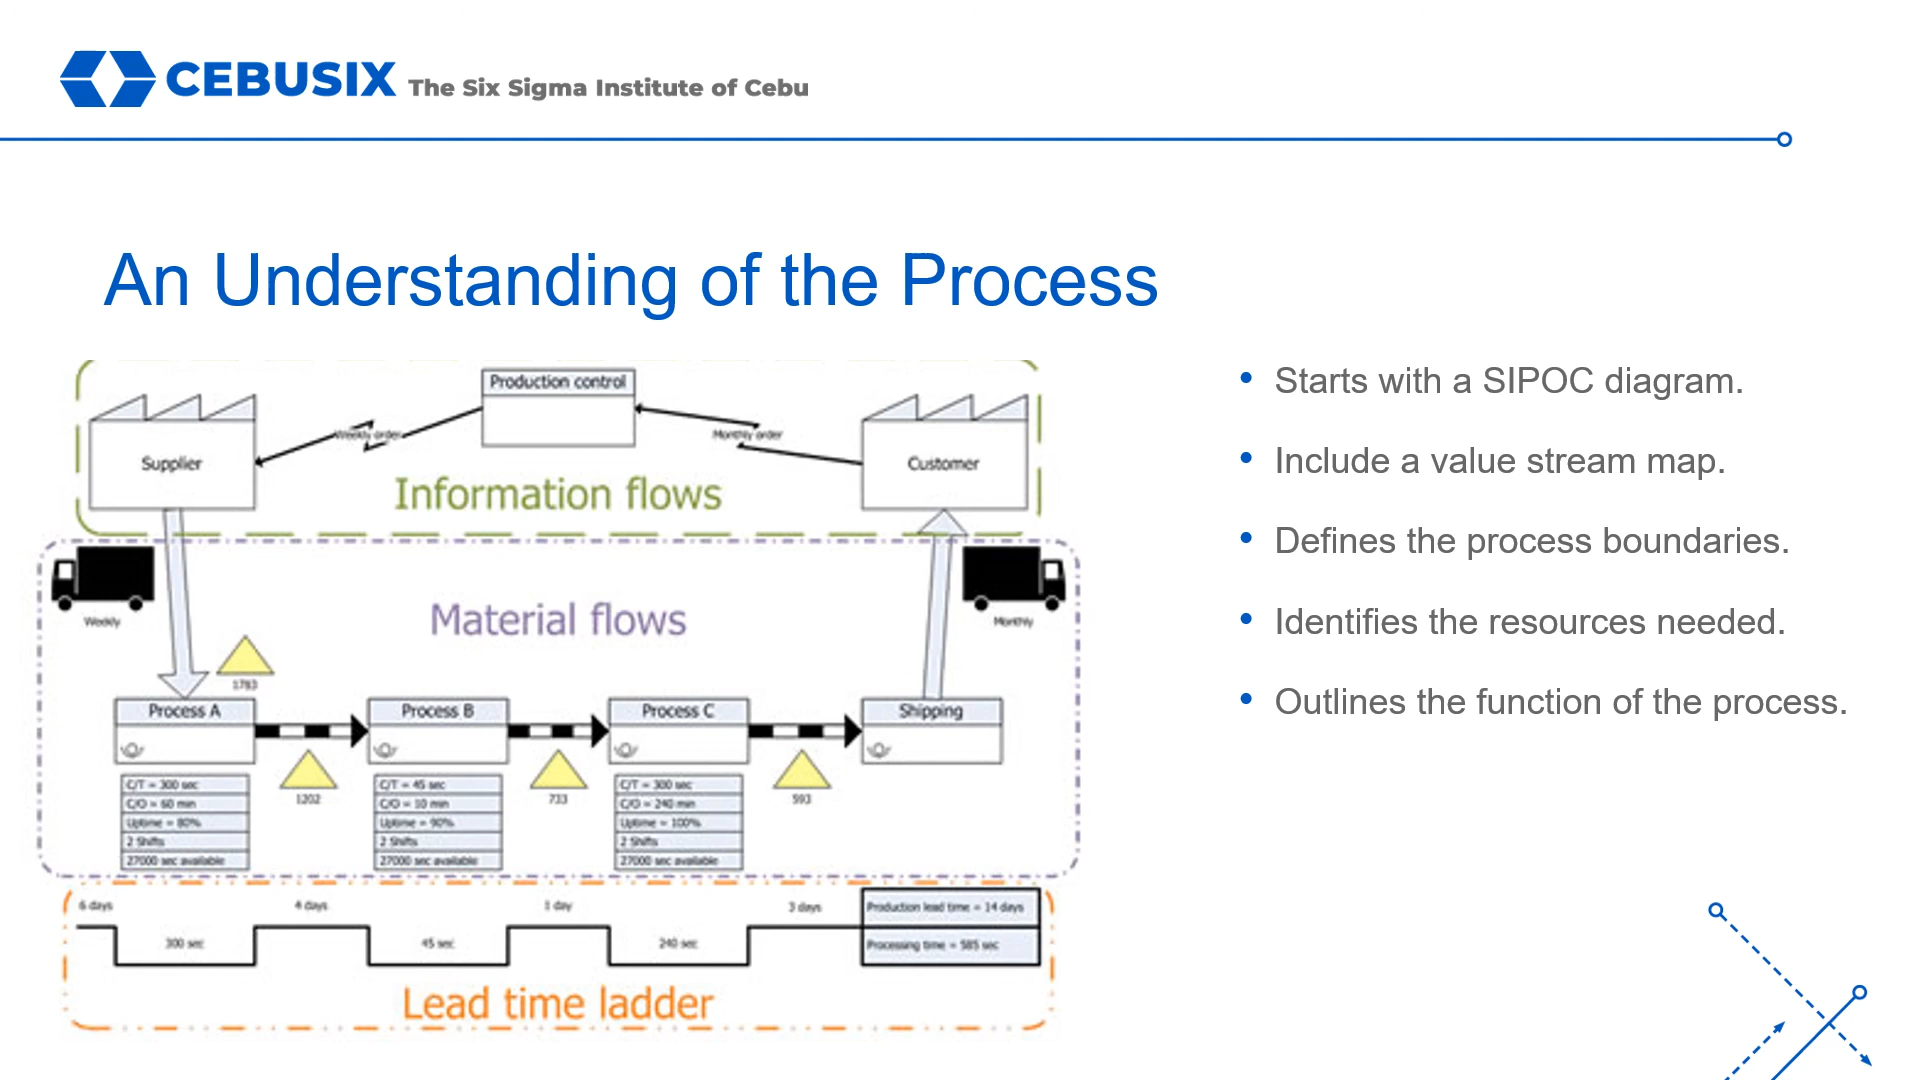 CEBUSIX The Six Sigma Institute of Cebu
An Understanding of the Process
Production control
Weekly order
Monthly order
Supplier
Customer
Information flows
Weekly
Material flows
Monthly
1783
Process A
Process B
Process C
Shipping
1202
733
593
C/T = 300 sec
C/O = 60 min
Uptime = 80%
2 Shifts
27000 sec available
C/T = 45 sec
C/O = 10 min
Uptime = 90%
2 Shifts
27000 sec available
C/T = 300 sec
C/O = 240 min
Uptime = 100%
2 Shifts
27000 sec available
6 days
4 days
1 day
3 days
Production lead time = 14 days
300 sec
45 sec
240 sec
Processing time = 585 sec
Lead time ladder
• Starts with a SIPOC diagram.
• Include a value stream map.
• Defines the process boundaries.
• Identifies the resources needed.
• Outlines the function of the process.